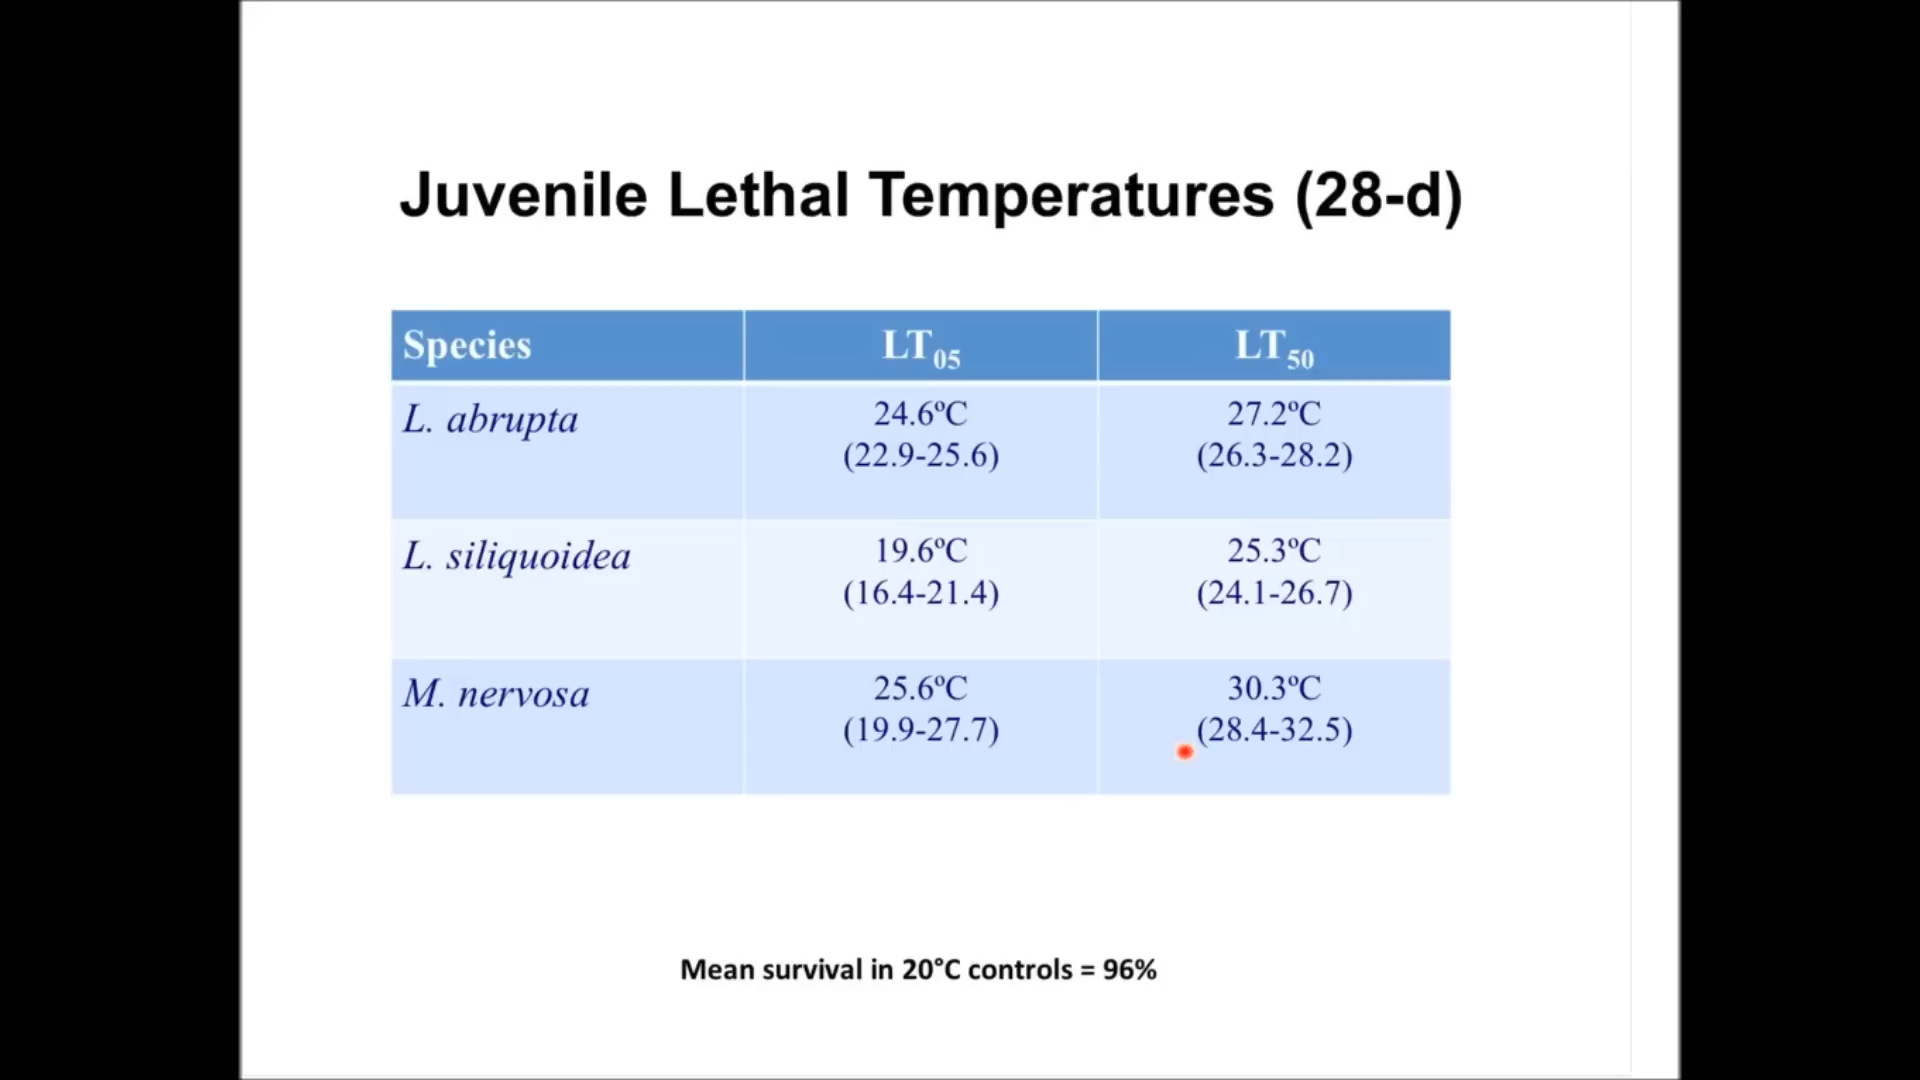 Juvenile Lethal Temperatures (28-d)
Species LT05 LT50
L. abrupta 24.6ºC 27.2ºC
(22.9-25.6) (26.3-28.2)
L. siliquoidea 19.6ºC 25.3ºC
(16.4-21.4) (24.1-26.7)
M. nervosa 25.6ºC 30.3ºC
(19.9-27.7) (28.4-32.5)
Mean survival in 20°C controls = 96%